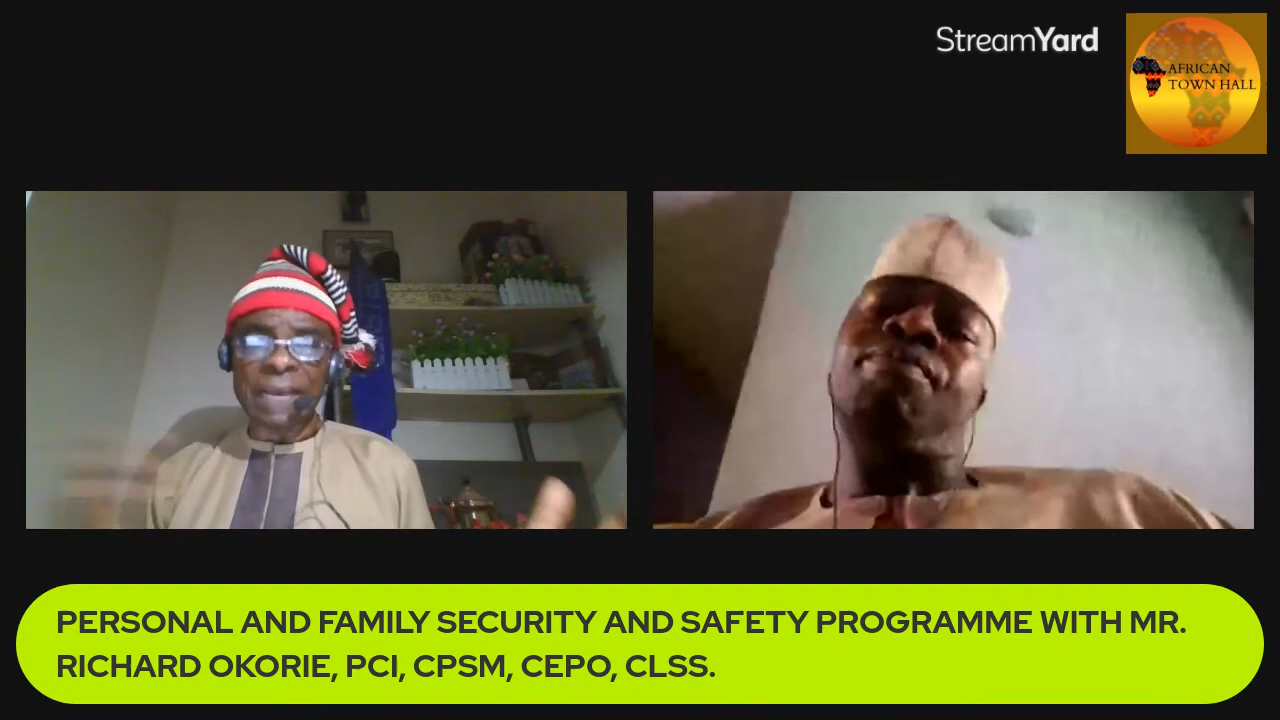 StreamYard
AFRICAN
TOWN HALL
PERSONAL AND FAMILY SECURITY AND SAFETY PROGRAMME WITH MR.
RICHARD OKORIE, PCI, CPSM, CEPO, CLSS.